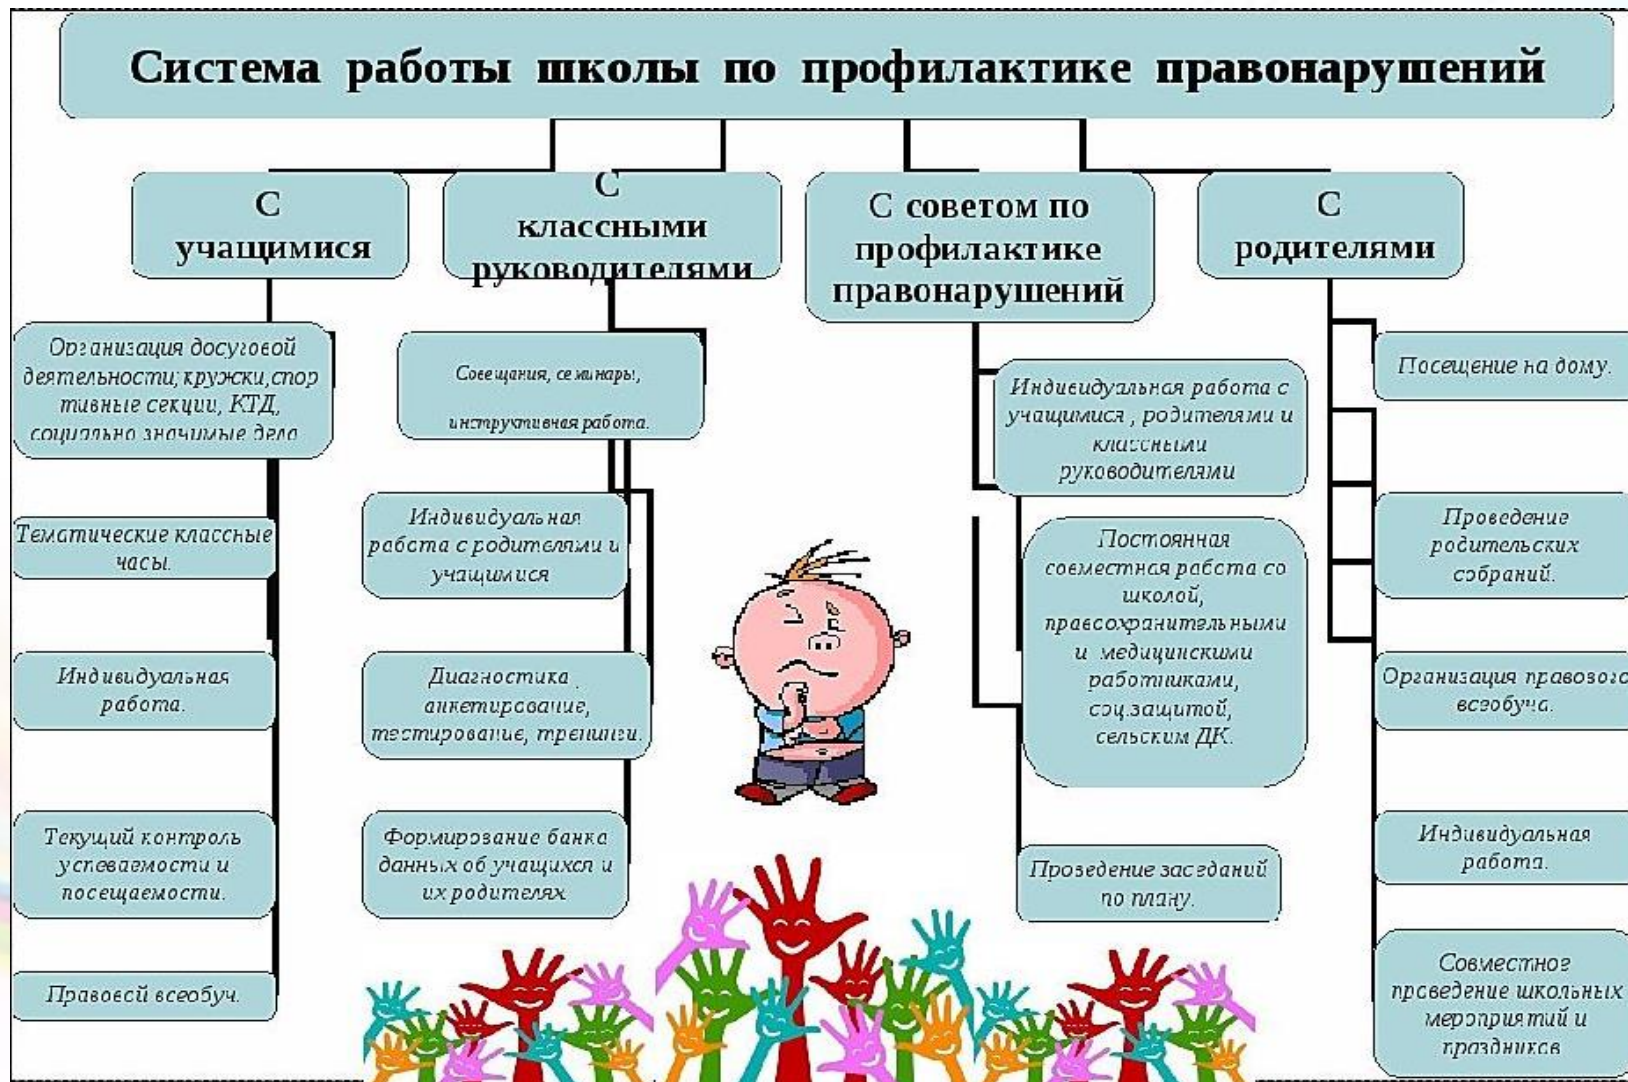 Система работы школы по профилактике правонарушений
С
учащимися
Организация досуговой
деятельности; кружки,спор
тивные секции, КТД,
социально значимые дела
Тематические классные
часы.
Индивидуальная
работа.
Текущий контроль
успеваемости и
посещаемости.
Правовой всеобуч.
С
классными
руководителями
Совещания, семинары,
инструктивная работа.
Индивидуальная
работа с родителями и
учащимися
Диагностика ,
анкетирование,
тестирование, тренинги.
Формирование банка
данных об учащихся и
их родителях
С советом по
профилактике
правонарушений
Индивидуальная работа с
учащимися , родителями и
классными
руководителями
Постоянная
совместная работа со
школой,
правоохранительными
и медицинскими
работниками,
соц.защитой,
сельским ДК.
Проведение заседаний
по плану.
С
родителями
Посещение на дому.
Проведение
родительских
собраний.
Организация правового
всеобуча.
Индивидуальная
работа.
Совместное
проведение школьных
мероприятий и
праздников